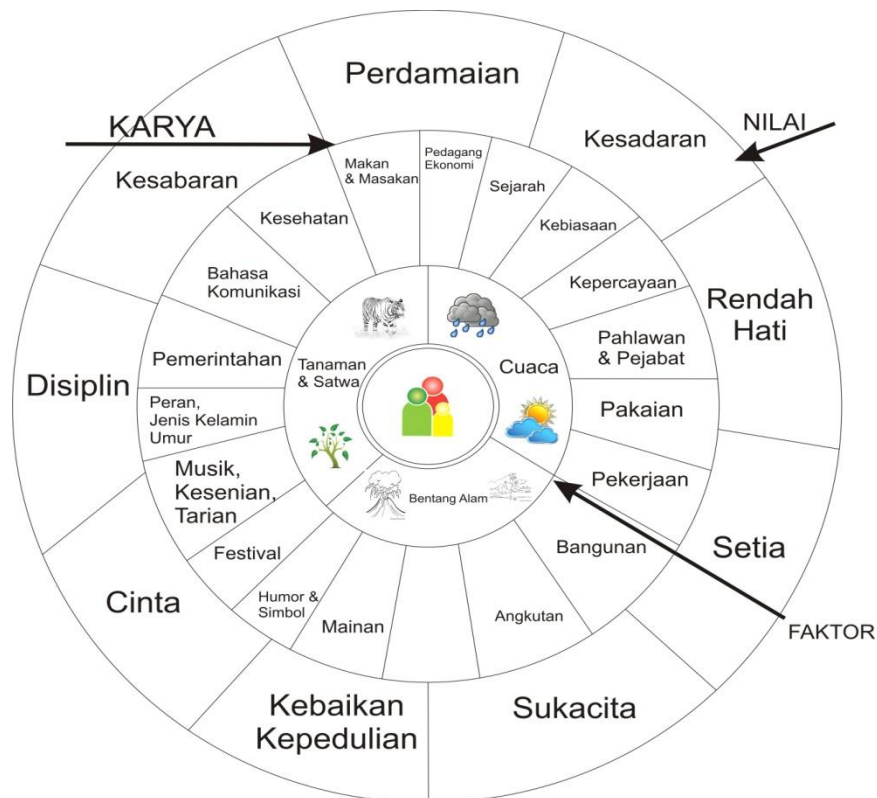 Perdamaian
KARYA
NILAI
Kesadaran
Kesabaran
Makan
& Masakan
Pedagang
Ekonomi
Sejarah
Kesehatan
Kebiasaan
Bahasa
Komunikasi
Kepercayaan
Rendah
Hati
Pahlawan
& Pejabat
Pemerintahan
Tanaman
& Satwa
Cuaca
Disiplin
Peran,
Jenis Kelamin
Umur
Pakaian
Musik,
Kesenian,
Tarian
Pekerjaan
Bentang Alam
Setia
Festival
Bangunan
Cinta
Humor &
Simbol
Mainan
Angkutan
FAKTOR
Kebaikan
Kepedulian
Sukacita